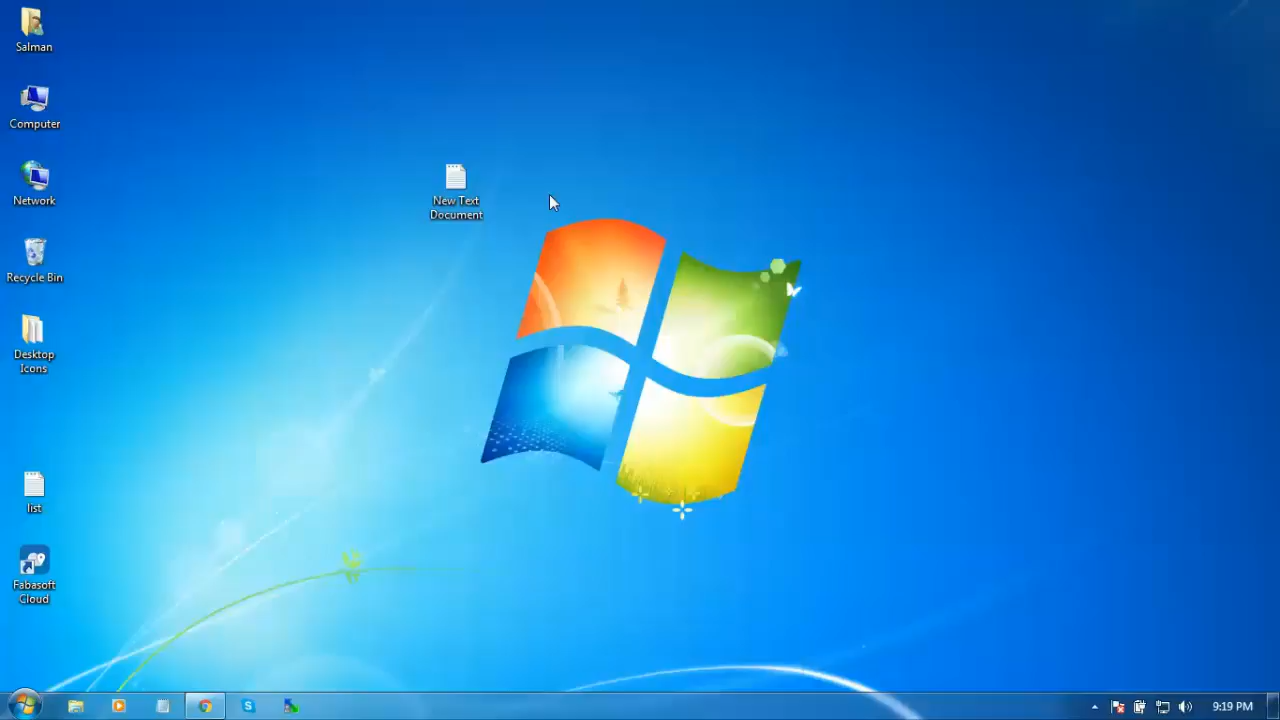 Salman
Computer
Network
Recycle Bin
Desktop
Icons
list
Fabasoft
Cloud
New Text
Document
9:19 PM